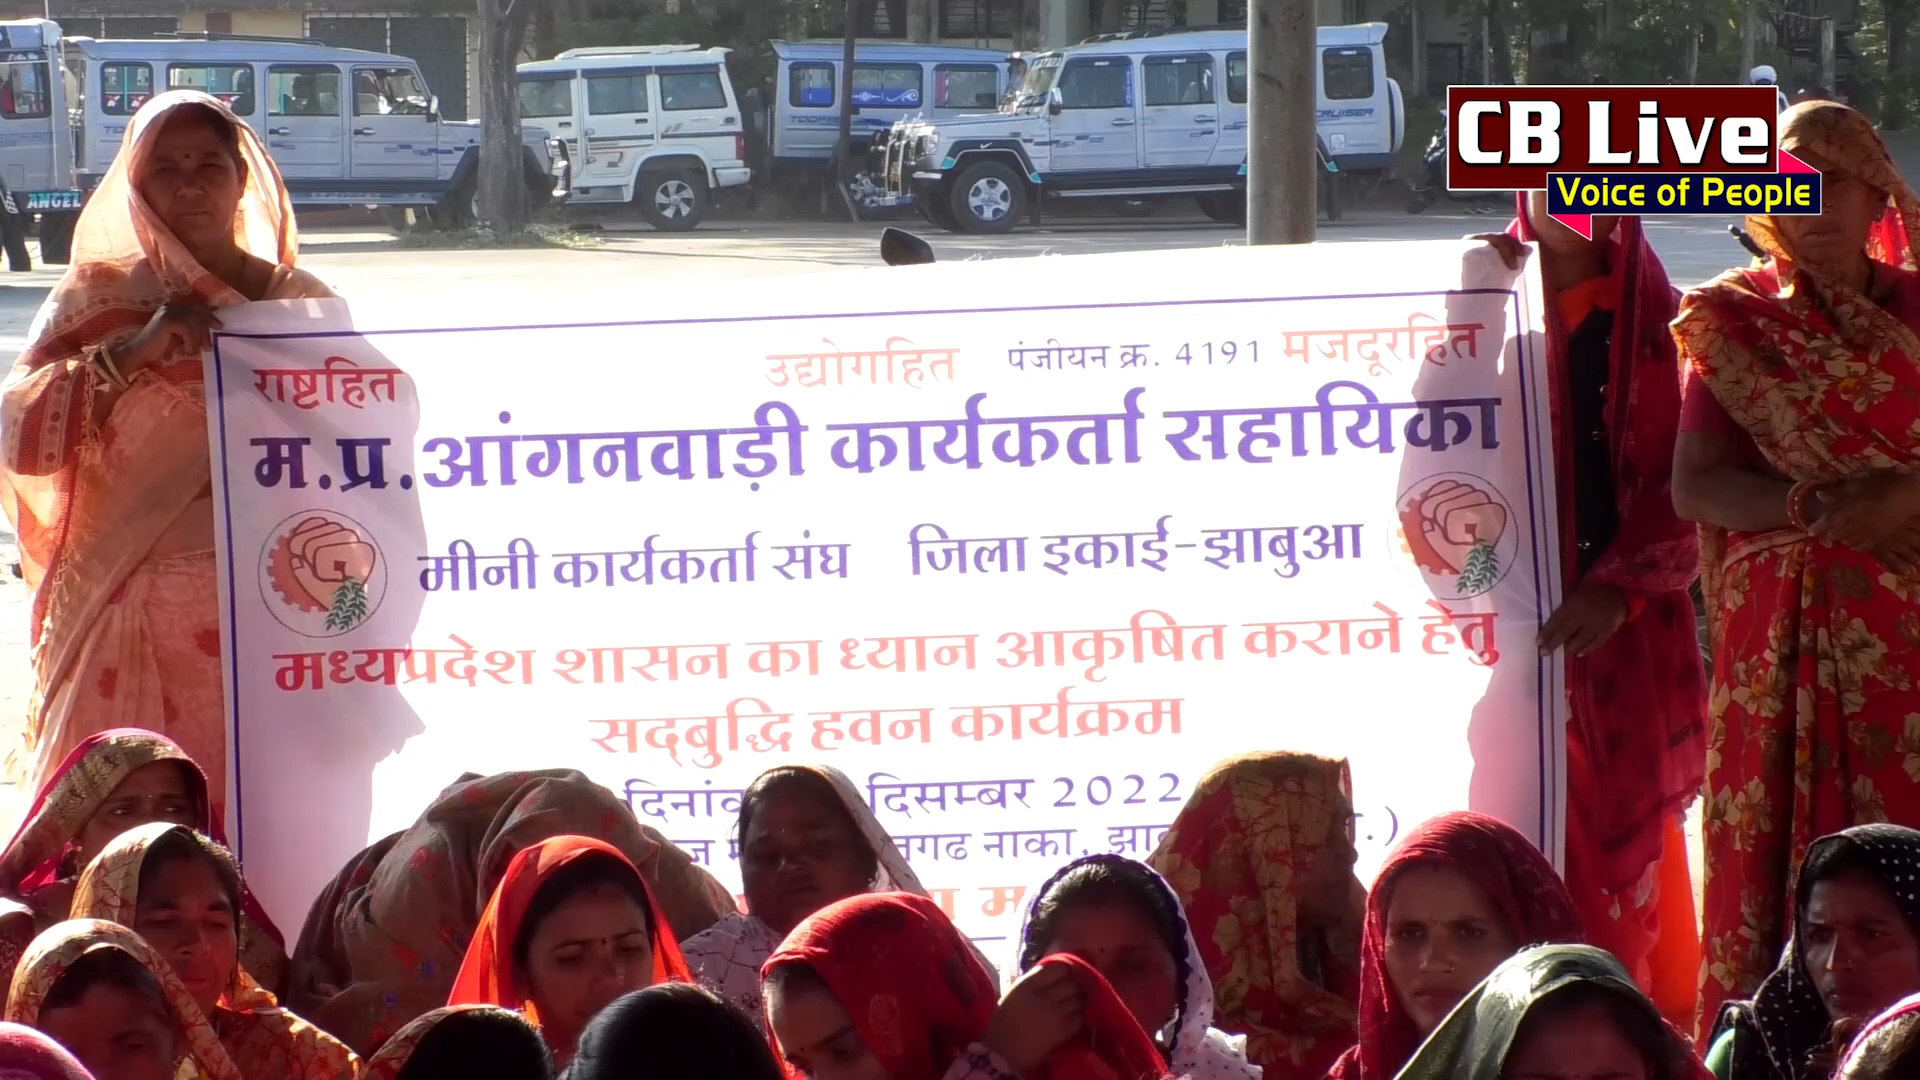 CB Live
Voice of People
ANGEL
CRUISER
राष्ट्रहित उद्योगहित पंजीयन क्र. 4191 मजदूरहित
म.प्र.आंगनवाड़ी कार्यकर्ता सहायिका
मीनी कार्यकर्ता संघ जिला इकाई-झाबुआ
मध्यप्रदेश शासन का ध्यान आकृषित कराने हेतु
सद्बुद्धि हवन कार्यक्रम
दिसम्बर 2022
नाका,